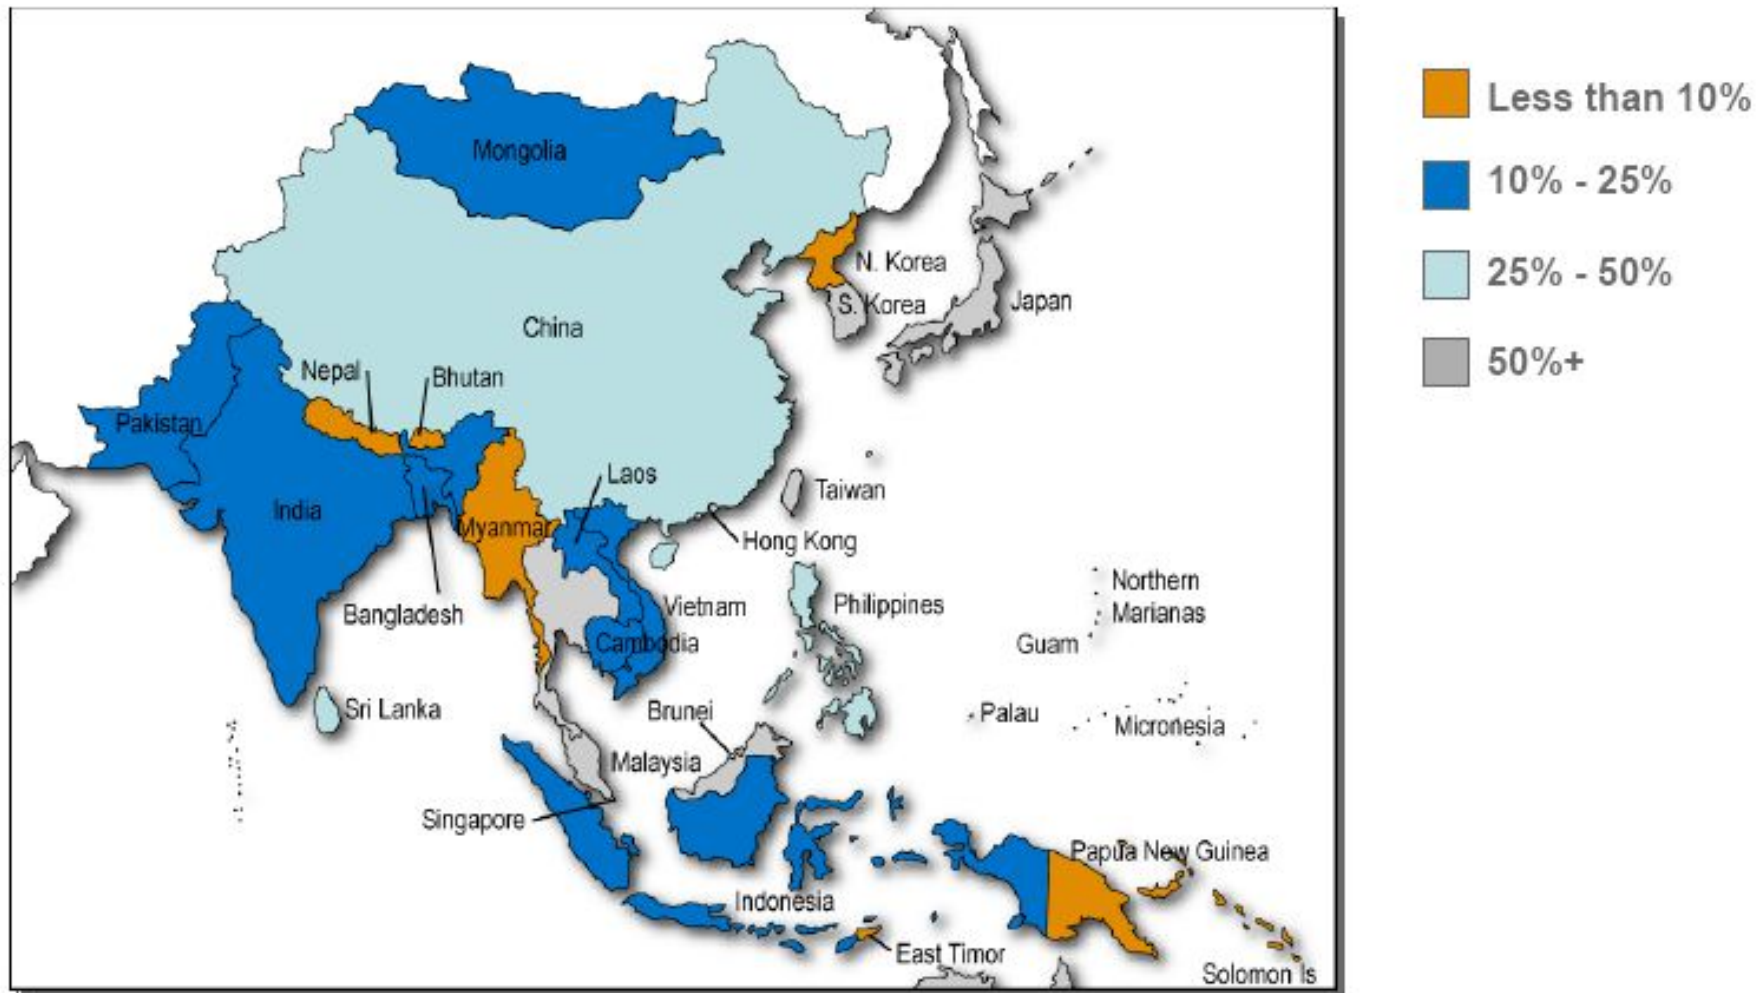 Less than 10%
Mongolia
10% - 25%
N. Korea
25% - 50%
S. Korea
Japan
China
50%+
Nepal
Bhutan
Pakistan
Laos
Taiwan
India
Myanmar
Hong Kong
Northern
Marianas
Bangladesh
Vietnam
Philippines
Guam
Cambodia
Sri Lanka
Brunei
Palau
Micronesia
Malaysia
Singapore
Papua New Guinea
Indonesia
East Timor
Solomon Is